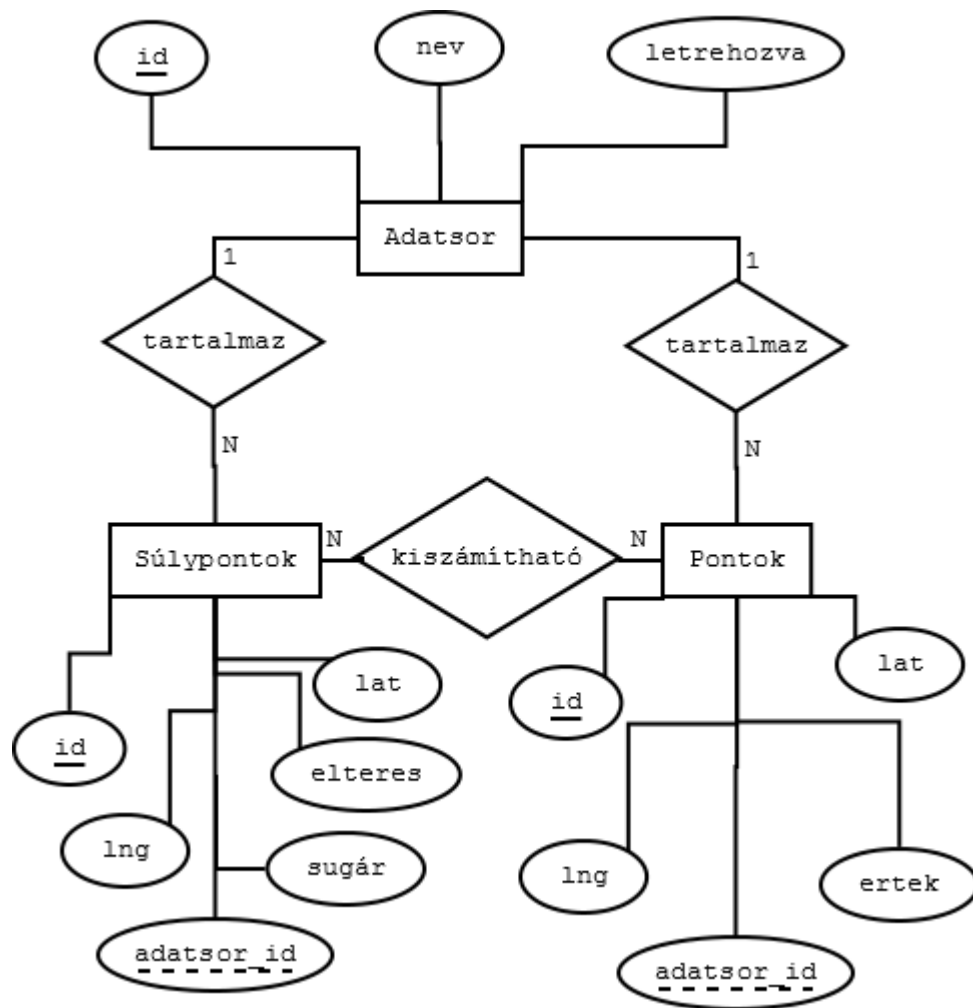 id
nev
letrehozva
Adatsor
1
1
tartalmaz
tartalmaz
N
N
Súlypontok
N
kiszámítható
N
Pontok
lat
lat
id
id
elteres
lng
lng
sugár
ertek
adatsor_id
adatsor_id